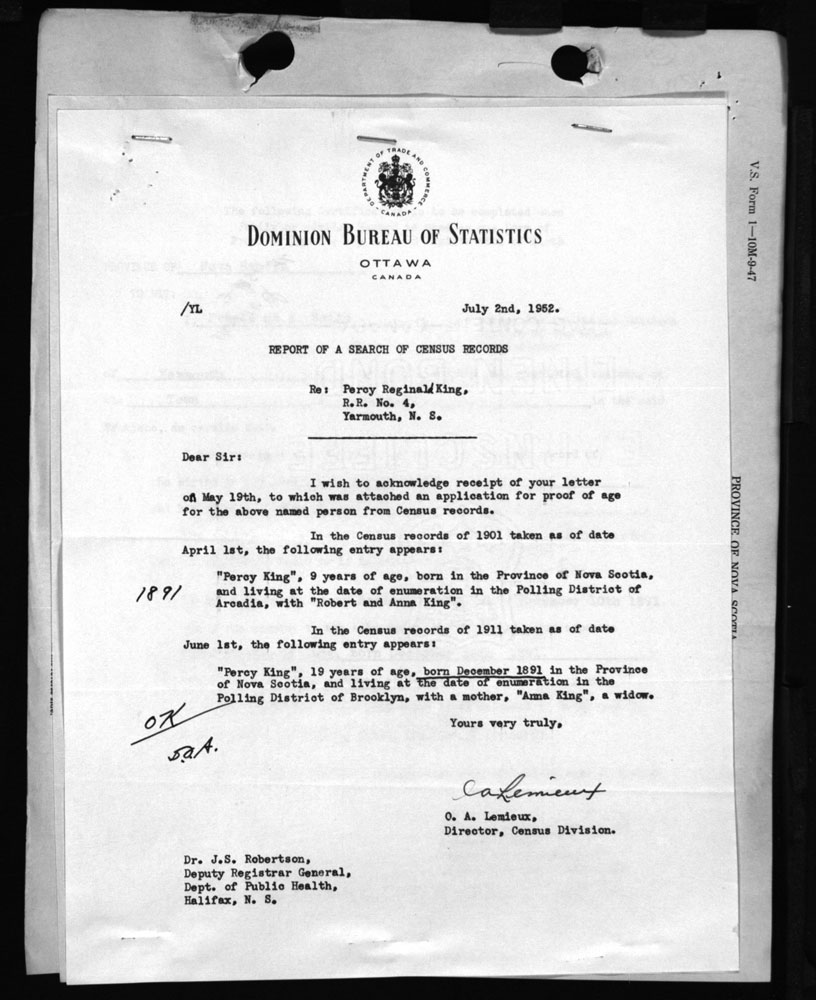 DEPARTMENT OF TRADE AND COMMERCE
CANADA
DOMINION BUREAU OF STATISTICS
OTTAWA
CANADA
/YL July 2nd, 1952.
REPORT OF A SEARCH OF CENSUS RECORDS
Re: Percy Reginald King,
R.R. No. 4,
Yarmouth, N. S.
Dear Sir:
I wish to acknowledge receipt of your letter
of May 19th, to which was attached an application for proof of age
for the above named person from Census records.
In the Census records of 1901 taken as of date
April 1st, the following entry appears:
"Percy King", 9 years of age, born in the Province of Nova Scotia,
1891 and living at the date of enumeration in the Polling District of
Arcadia, with "Robert and Anna King".
In the Census records of 1911 taken as of date
June 1st, the following entry appears:
"Percy King", 19 years of age, born December 1891 in the Province
of Nova Scotia, and living at the date of enumeration in the
Polling District of Brooklyn, with a mother, "Anna King", a widow.
OK
Yours very truly,
O. A. Lemieux
O. A. Lemieux,
Director, Census Division.
Dr. J.S. Robertson,
Deputy Registrar General,
Dept. of Public Health,
Halifax, N. S.
V.S. Form 1—10M-9-47
PROVINCE OF NOVA SCOTIA